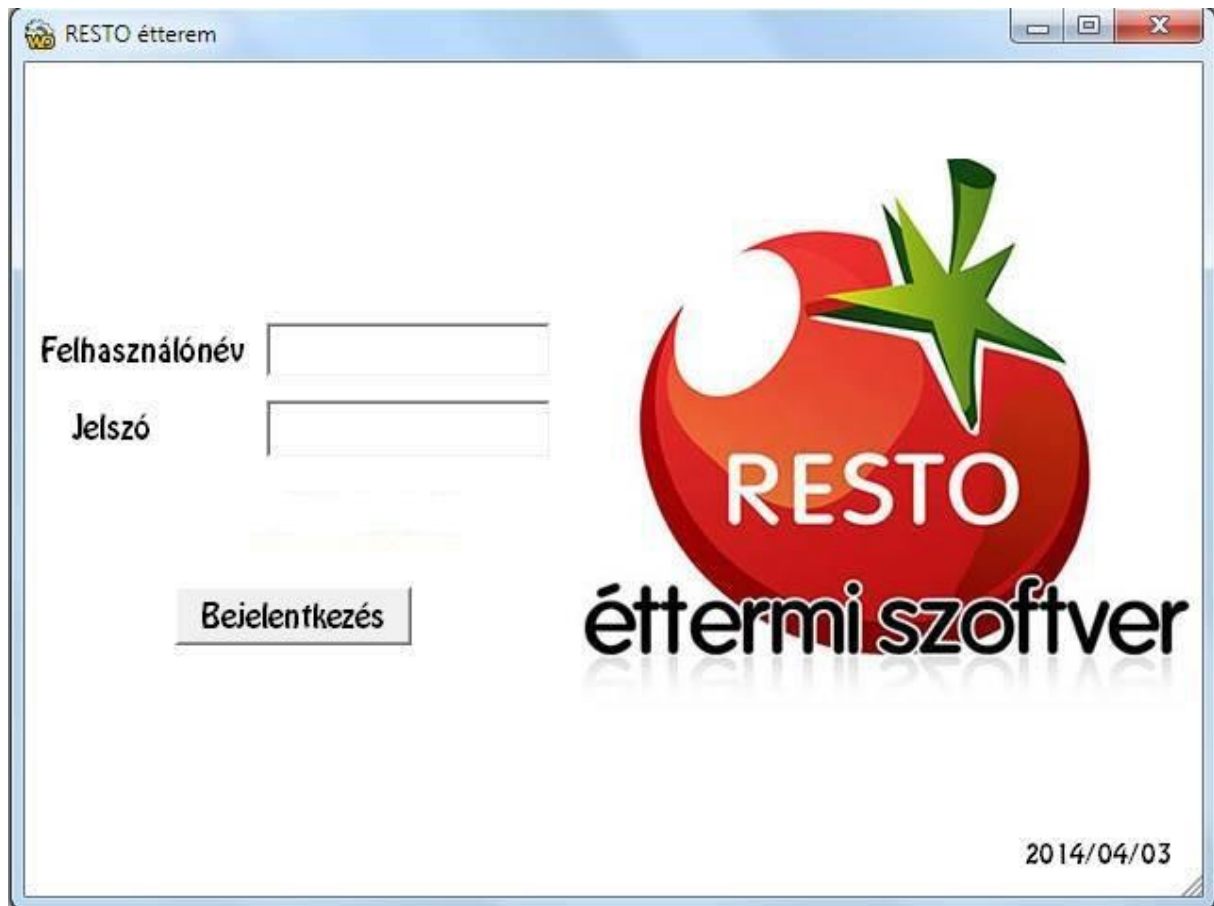 RESTO étterem
Felhasználónév
Jelszó
Bejelentkezés
RESTO
éttermi szoftver
2014/04/03